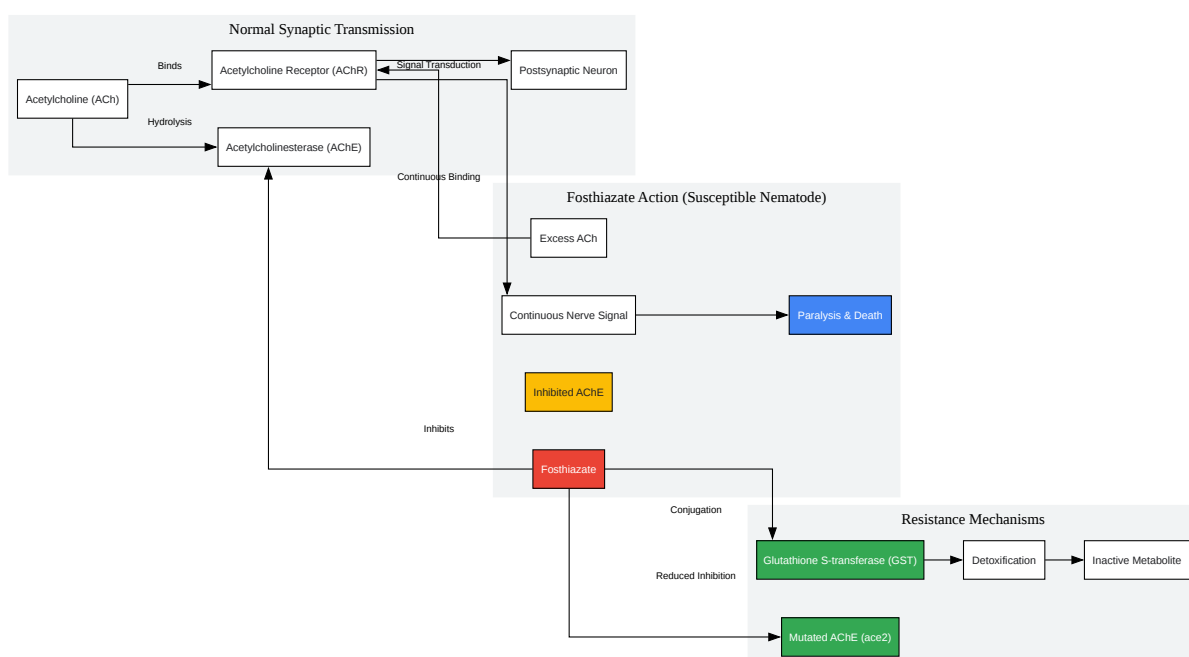 Normal Synaptic Transmission
Binds
Acetylcholine Receptor (AChR)
Signal Transduction
Postsynaptic Neuron
Acetylcholine (ACh)
Hydrolysis
Acetylcholinesterase (AChE)
Continuous Binding
Fosthiazate Action (Susceptible Nematode)
Excess ACh
Continuous Nerve Signal
Paralysis & Death
Inhibited AChE
Inhibits
Fosthiazate
Conjugation
Resistance Mechanisms
Glutathione S-transferase (GST)
Detoxification
Inactive Metabolite
Reduced Inhibition
Mutated AChE (ace2)